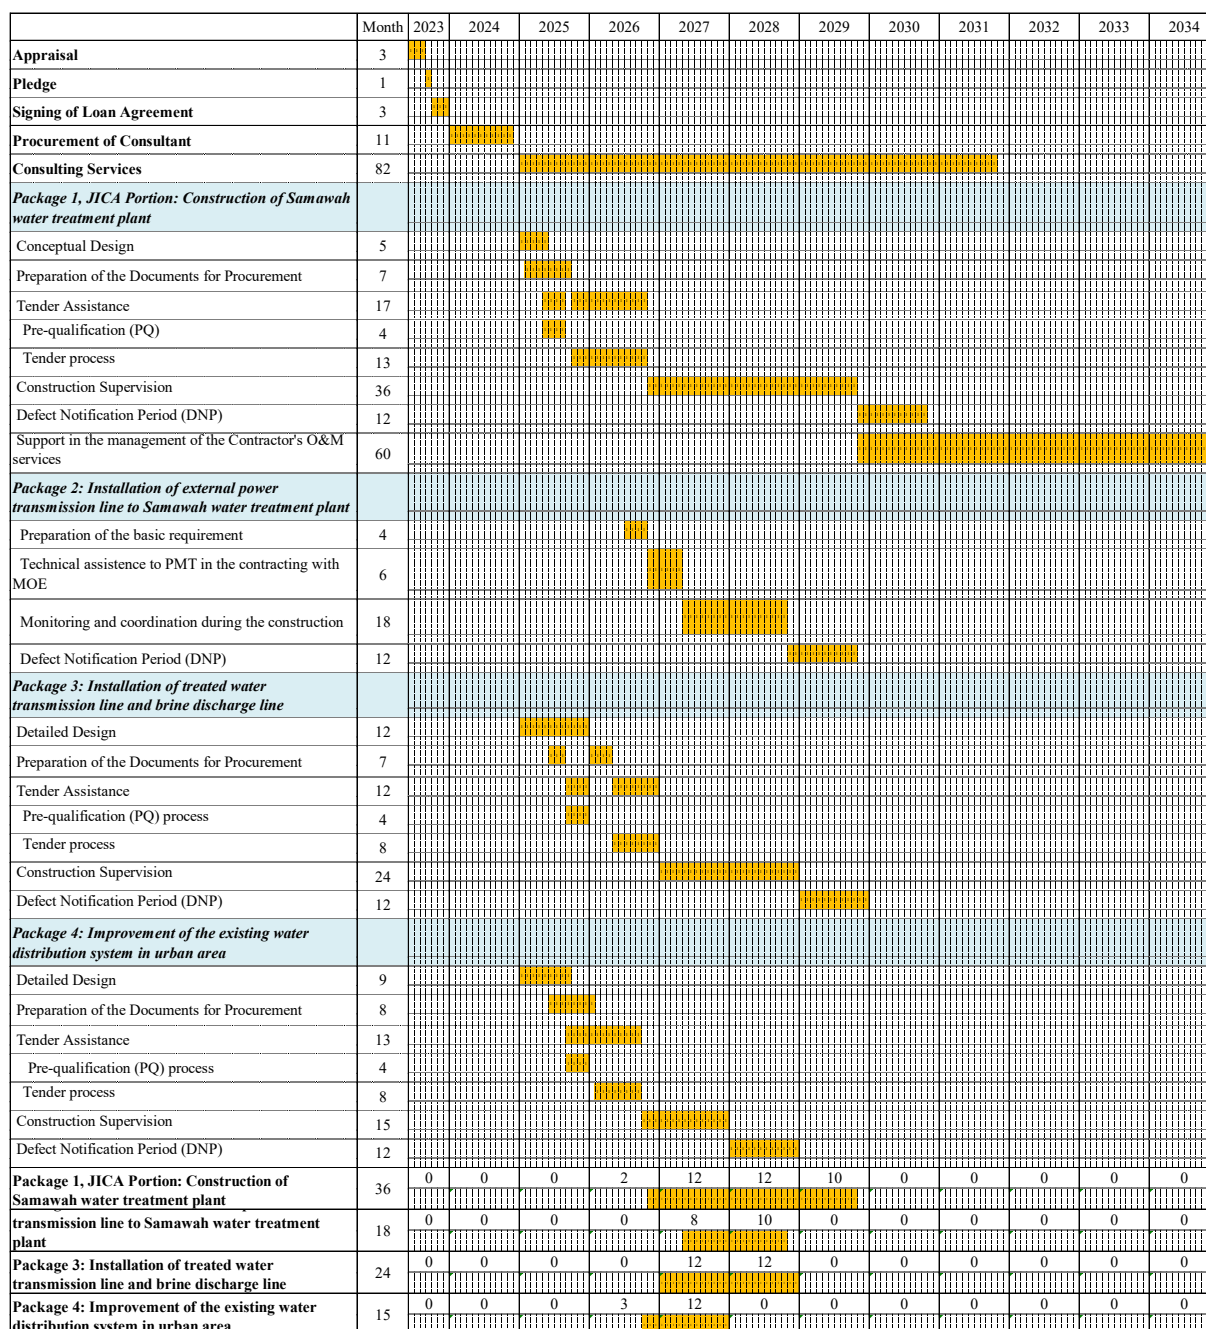 Month 2023 2024 2025 2026 2027 2028 2029 2030 2031 2032 2033 2034
Appraisal 3
Pledge 1
Signing of Loan Agreement 3
Procurement of Consultant 11
Consulting Services 82
Package 1, JICA Portion: Construction of Samawah
water treatment plant
Conceptual Design 5
Preparation of the Documents for Procurement 7
Tender Assistance 17
Pre-qualification (PQ) 4
Tender process 13
Construction Supervision 36
Defect Notification Period (DNP) 12
Support in the management of the Contractor's O&M
services 60
Package 2: Installation of external power
transmission line to Samawah water treatment plant
Preparation of the basic requirement 4
Technical assistence to PMT in the contracting with
MOE 6
Monitoring and coordination during the construction 18
Defect Notification Period (DNP) 12
Package 3: Installation of treated water
transmission line and brine discharge line
Detailed Design 12
Preparation of the Documents for Procurement 7
Tender Assistance 12
Pre-qualification (PQ) process 4
Tender process 8
Construction Supervision 24
Defect Notification Period (DNP) 12
Package 4: Improvement of the existing water
distribution system in urban area
Detailed Design 9
Preparation of the Documents for Procurement 8
Tender Assistance 13
Pre-qualification (PQ) process 4
Tender process 8
Construction Supervision 15
Defect Notification Period (DNP) 12
Package 1, JICA Portion: Construction of
Samawah water treatment plant 36 0 0 0 2 12 12 10 0 0 0 0 0
transmission line to Samawah water treatment
plant 18 0 0 0 0 8 10 0 0 0 0 0 0
Package 3: Installation of treated water
transmission line and brine discharge line 24 0 0 0 0 12 12 0 0 0 0 0 0
Package 4: Improvement of the existing water
distribution system in urban area 15 0 0 0 3 12 0 0 0 0 0 0 0